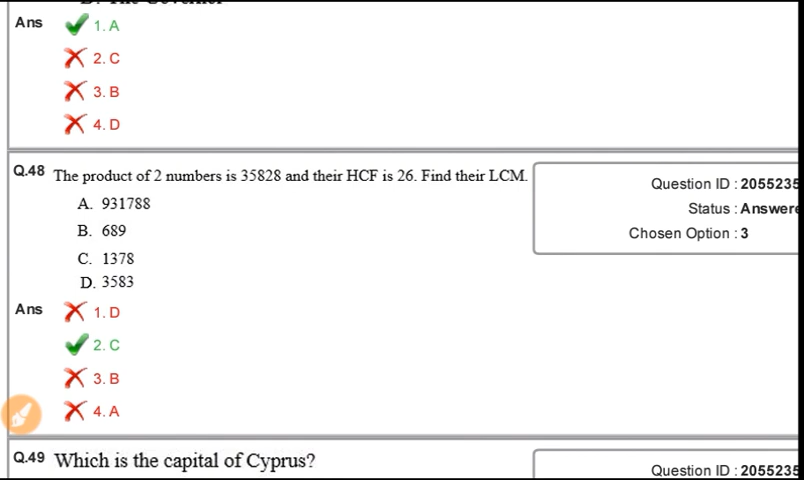 Ans
1. A
2. C
3. B
4. D
Q.48 The product of 2 numbers is 35828 and their HCF is 26. Find their LCM.
A. 931788
B. 689
C. 1378
D. 3583
Question ID : 2055235
Status : Answere
Chosen Option : 3
Ans
1. D
2. C
3. B
4. A
Q.49 Which is the capital of Cyprus?
Question ID : 2055235